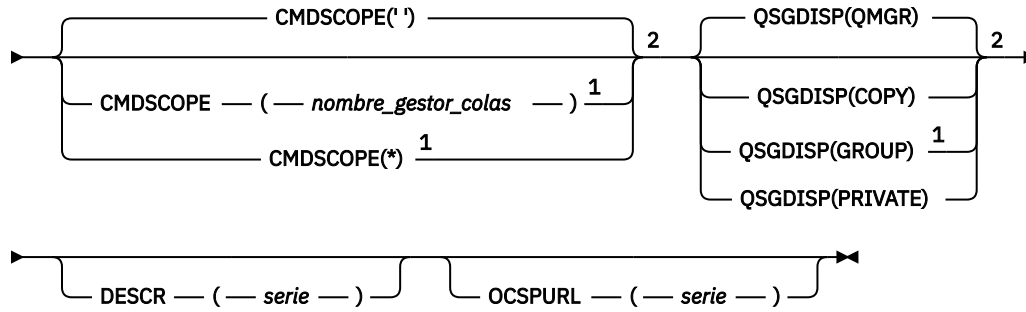 CMDSCOPE(' ')
2
CMDSCOPE ( nombre_gestor_colas ) 1
CMDSCOPE(*) 1
QSGDISP(QMGR)
2
QSGDISP(COPY)
QSGDISP(GROUP) 1
QSGDISP(PRIVATE)
DESCR ( serie )
OCSPURL ( serie )